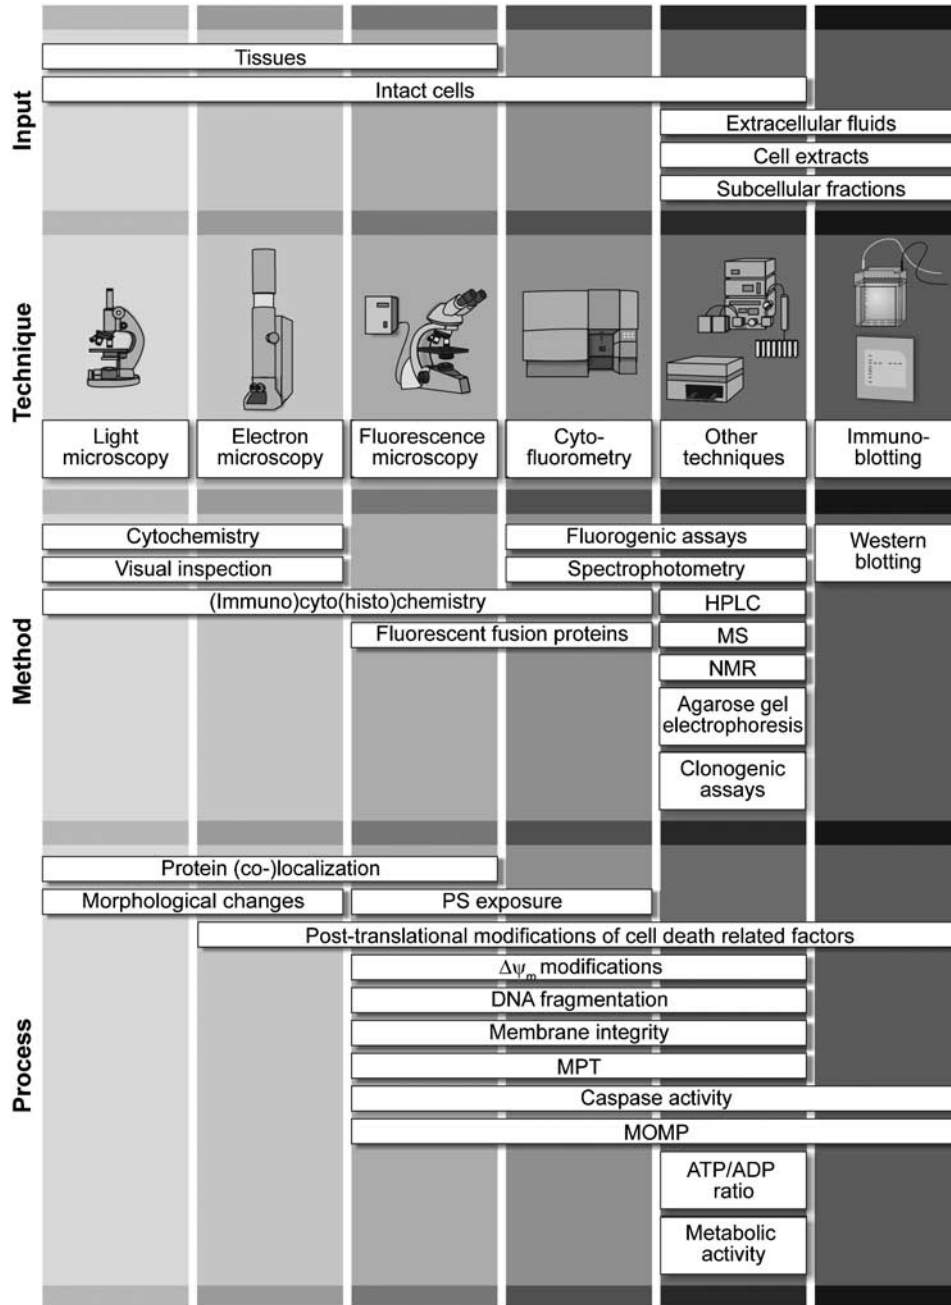 Input
Tissues
Intact cells
Extracellular fluids
Cell extracts
Subcellular fractions
Technique
Light
microscopy
Electron
microscopy
Fluorescence
microscopy
Cyto-
fluorometry
Other
techniques
Immuno-
blotting
Method
Cytochemistry
Fluorogenic assays
Western
blotting
Visual inspection
Spectrophotometry
(Immuno)cyto(histo)chemistry
HPLC
Fluorescent fusion proteins
MS
NMR
Agarose gel
electrophoresis
Clonogenic
assays
Process
Protein (co-)localization
Morphological changes
PS exposure
Post-translational modifications of cell death related factors
Δψm modifications
DNA fragmentation
Membrane integrity
MPT
Caspase activity
MOMP
ATP/ADP
ratio
Metabolic
activity